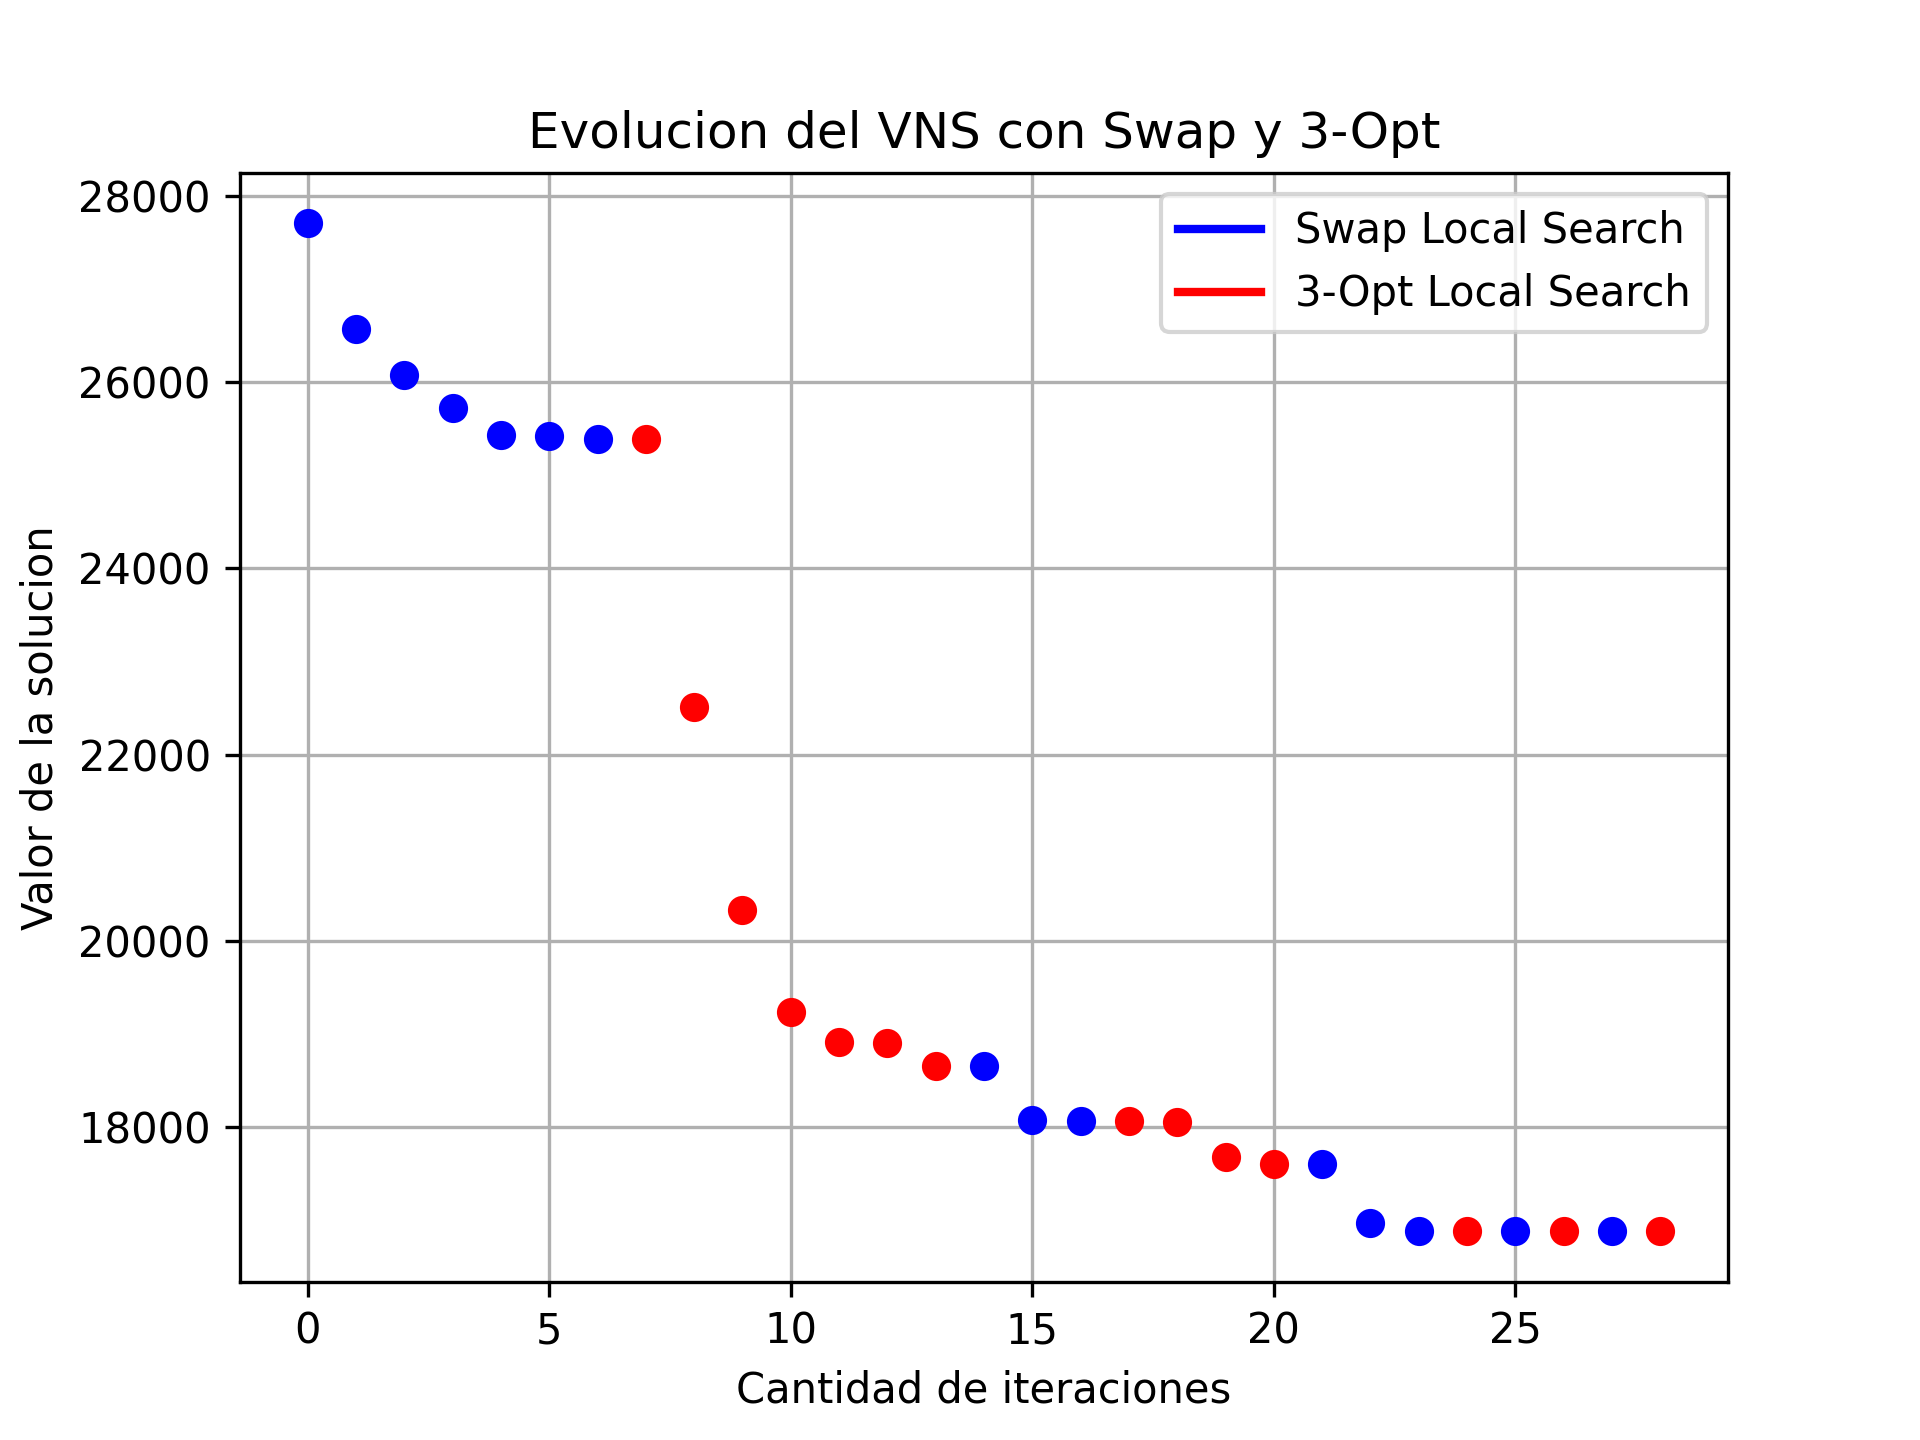 Evolucion del VNS con Swap y 3-Opt
Swap Local Search
3-Opt Local Search
Valor de la solucion
28000
26000
24000
22000
20000
18000
0 5 10 15 20 25
Cantidad de iteraciones